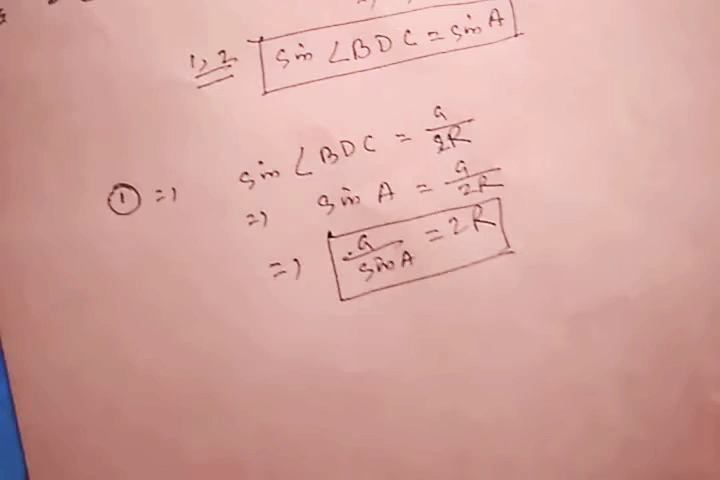 1, 2 sin ∠BDC = sin A
① => sin ∠BDC = a/2R
=> sin A = a/2R
=> a/sin A = 2R